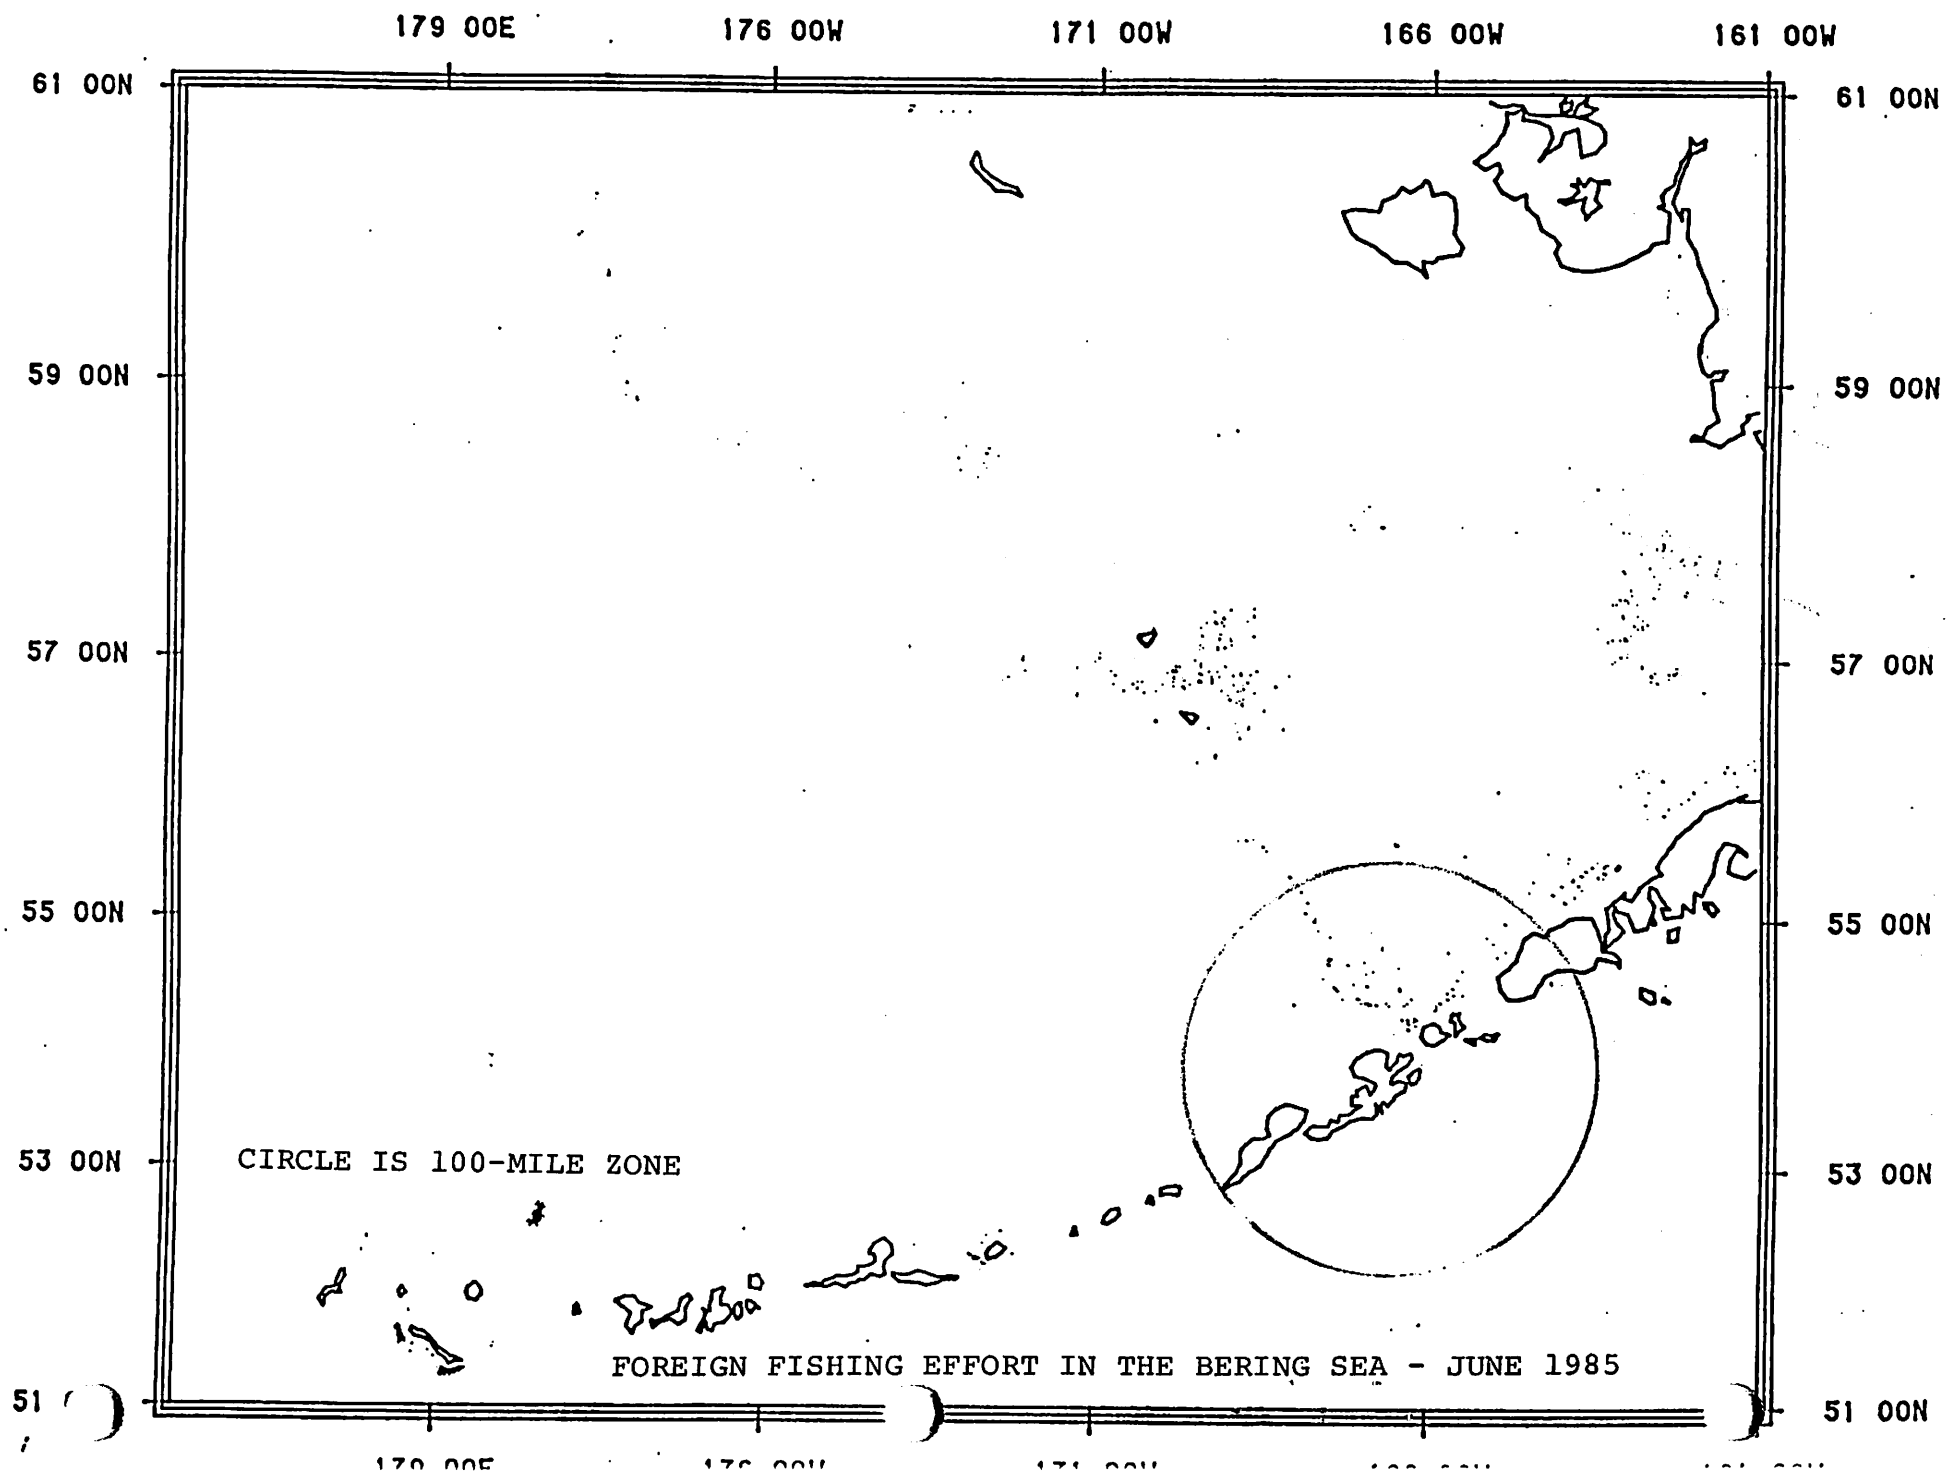 179 00E 176 00W 171 00W 166 00W 161 00W
61 00N 61 00N
59 00N 59 00N
57 00N 57 00N
55 00N 55 00N
53 00N 53 00N
CIRCLE IS 100-MILE ZONE
FOREIGN FISHING EFFORT IN THE BERING SEA - JUNE 1985
51 51 00N